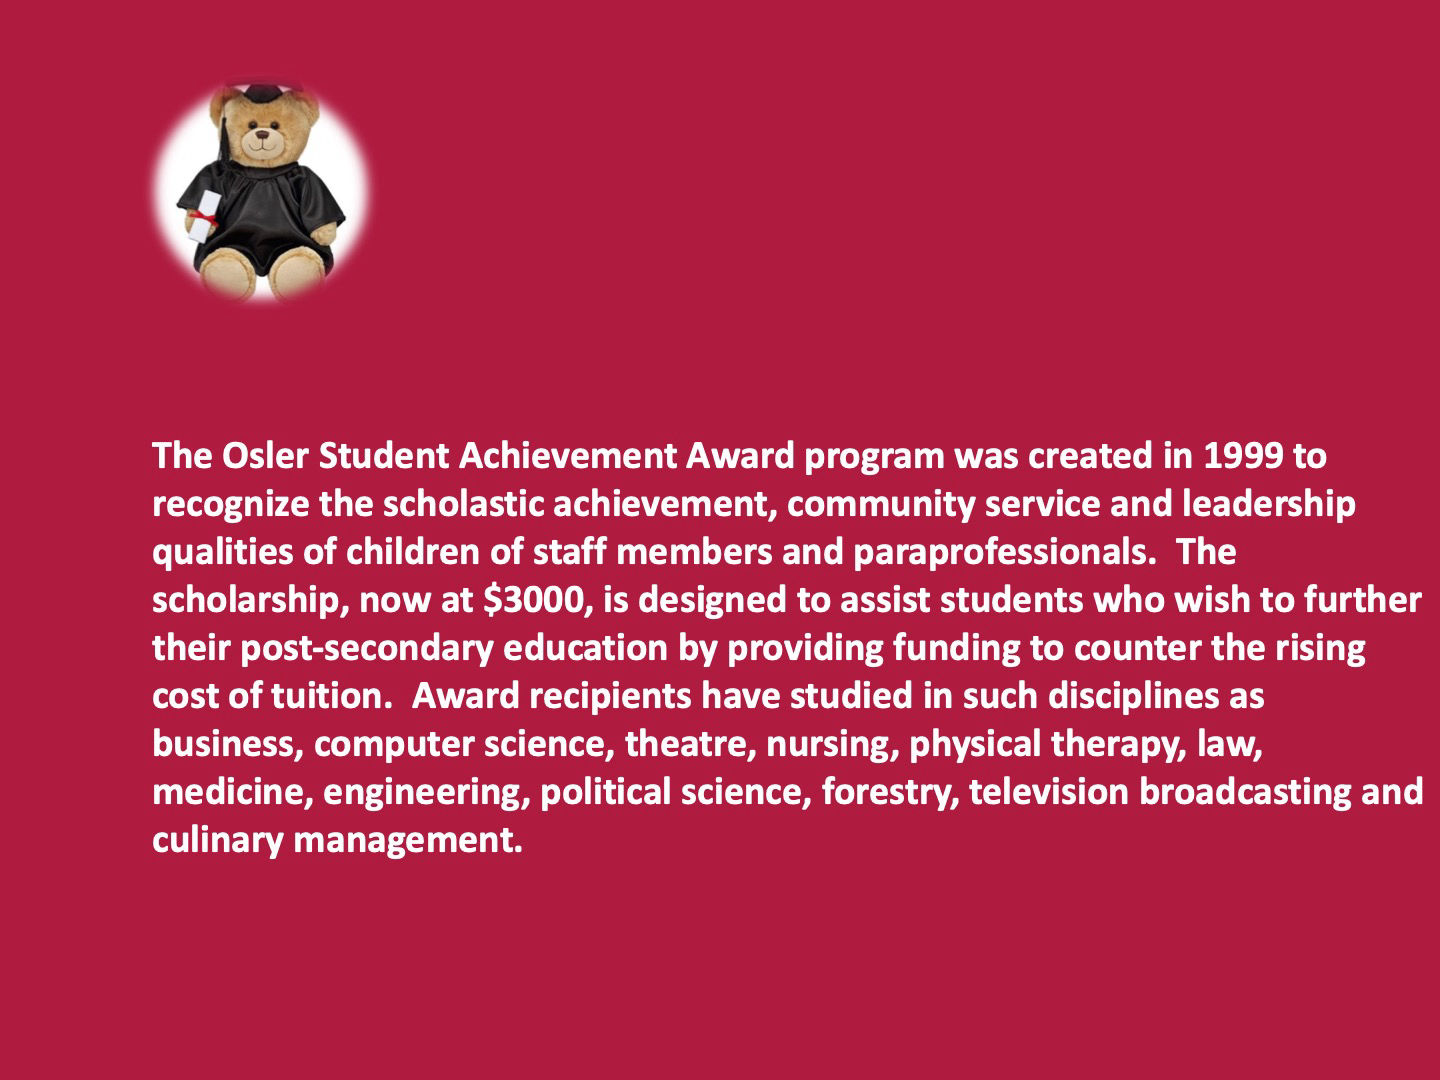 The Osler Student Achievement Award program was created in 1999 to
recognize the scholastic achievement, community service and leadership
qualities of children of staff members and paraprofessionals.  The
scholarship, now at $3000, is designed to assist students who wish to further
their post-secondary education by providing funding to counter the rising
cost of tuition.  Award recipients have studied in such disciplines as
business, computer science, theatre, nursing, physical therapy, law,
medicine, engineering, political science, forestry, television broadcasting and
culinary management.